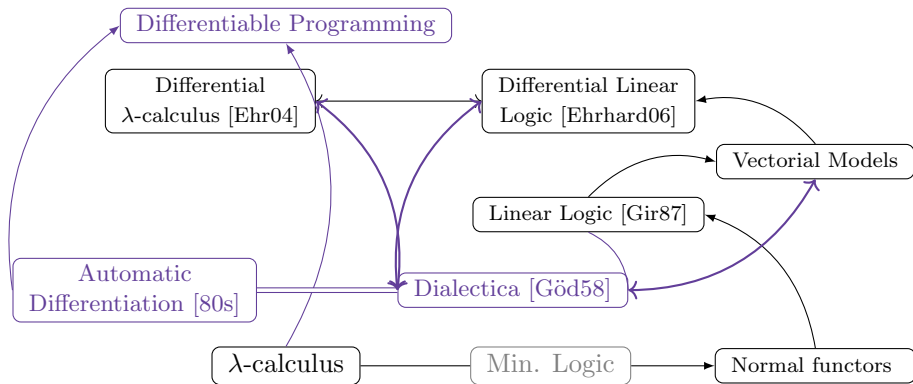 Differentiable Programming
Differential
λ-calculus [Ehr04]
Differential Linear
Logic [Ehrhard06]
Vectorial Models
Linear Logic [Gir87]
Automatic
Differentiation [80s]
Dialectica [Göd58]
λ-calculus
Min. Logic
Normal functors